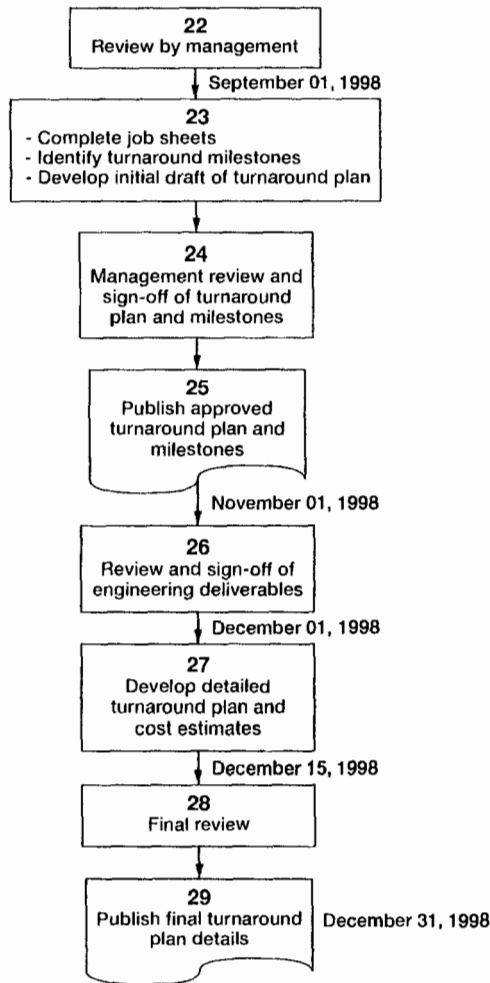 22
Review by management
September 01, 1998
23
- Complete job sheets
- Identify turnaround milestones
- Develop initial draft of turnaround plan
24
Management review and
sign-off of turnaround
plan and milestones
25
Publish approved
turnaround plan and
milestones
November 01, 1998
26
Review and sign-off of
engineering deliverables
December 01, 1998
27
Develop detailed
turnaround plan and
cost estimates
December 15, 1998
28
Final review
29
Publish final turnaround
plan details
December 31, 1998